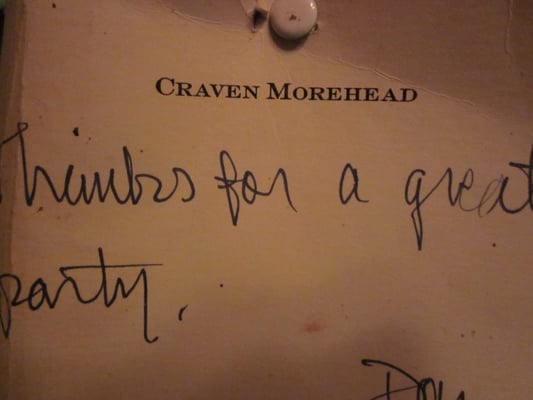 CRAVEN MOREHEAD
Thanks for a great
party.